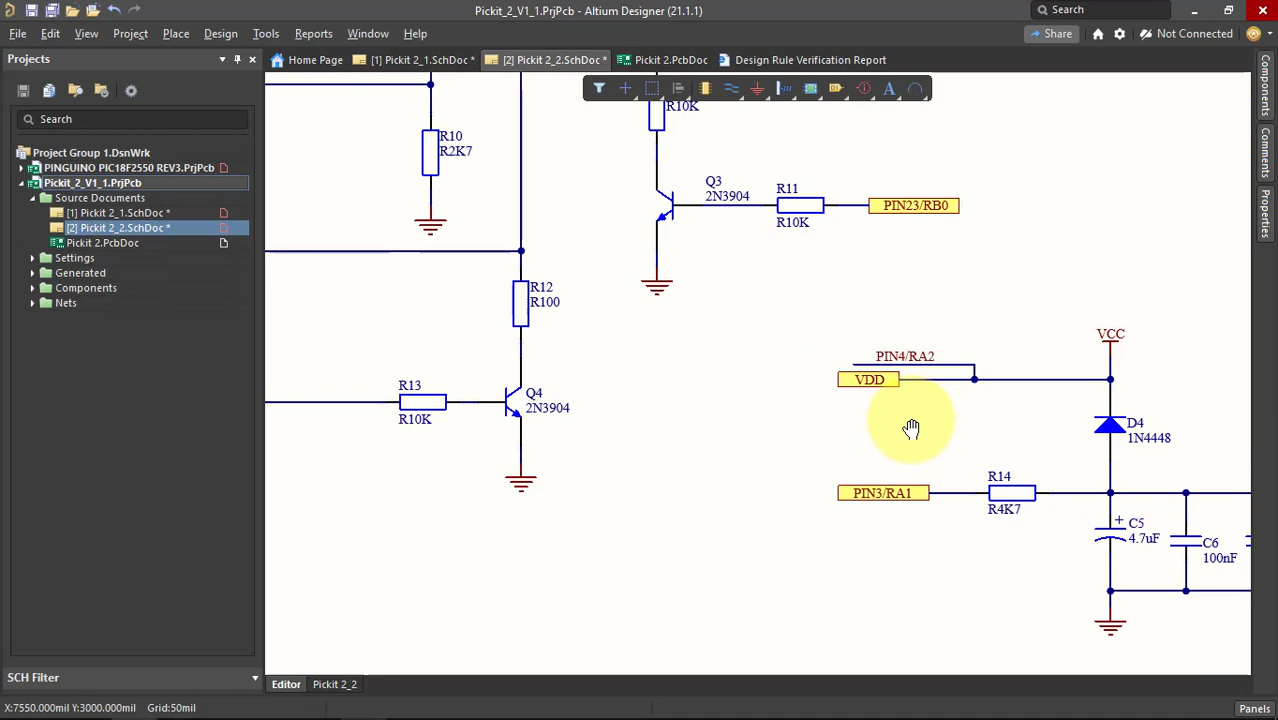 Pickit_2_V1_1.PrjPcb - Altium Designer (21.1.1)
Search
File Edit View Project Place Design Tools Reports Window Help
Share
Not Connected
Projects
Home Page
[1] Pickit 2_1.SchDoc *
[2] Pickit 2_2.SchDoc *
Pickit 2.PcbDoc
Design Rule Verification Report
Search
Project Group 1.DsnWrk
PINGUINO PIC18F2550 REV3.PrjPcb
Pickit_2_V1_1.PrjPcb
Source Documents
[1] Pickit 2_1.SchDoc *
[2] Pickit 2_2.SchDoc *
Pickit 2.PcbDoc
Settings
Generated
Components
Nets
R10K
R10
R2K7
Q3
2N3904
R11
R10K
PIN23/RB0
R12
R100
R13
R10K
Q4
2N3904
VCC
PIN4/RA2
VDD
D4
1N4448
PIN3/RA1
R14
R4K7
+
C5
4.7uF
C6
100nF
Components
Comments
Properties
SCH Filter
Editor
Pickit 2_2
X:7550.000mil Y:3000.000mil Grid:50mil
Panels